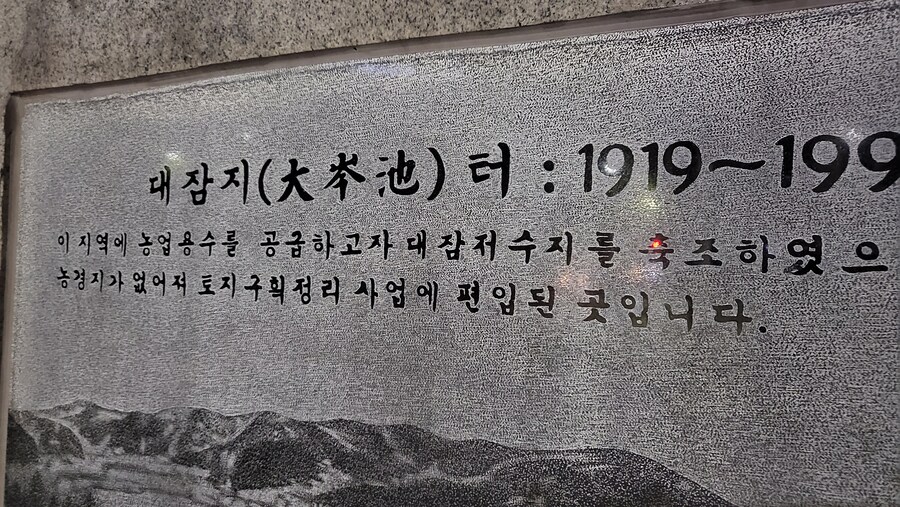 대잠지(大岑池) 터 : 1919~199
이 지역에 농업용수를 공급하고자 대잠저수지를 축조하였으
농경지가 없어져 토지구획정리 사업에 편입된 곳입니다.